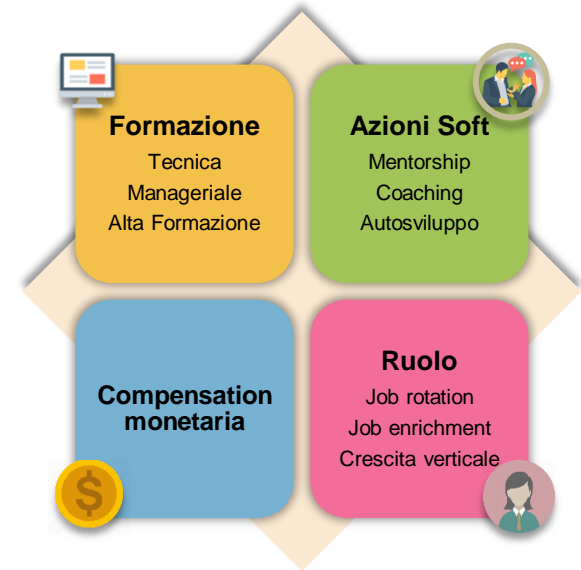 Formazione
Tecnica
Manageriale
Alta Formazione
Azioni Soft
Mentorship
Coaching
Autosviluppo
Compensation
monetaria
$
Ruolo
Job rotation
Job enrichment
Crescita verticale